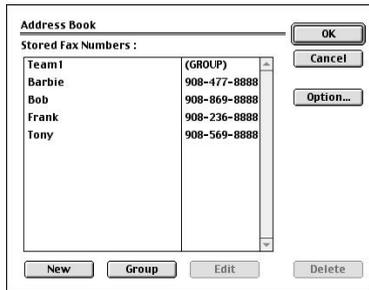 Address Book
OK
Stored Fax Numbers :
Cancel
Team1 (GROUP)
Barbie 908-477-8888
Bob 908-869-8888
Option...
Frank 908-236-8888
Tony 908-569-8888
New Group Edit Delete